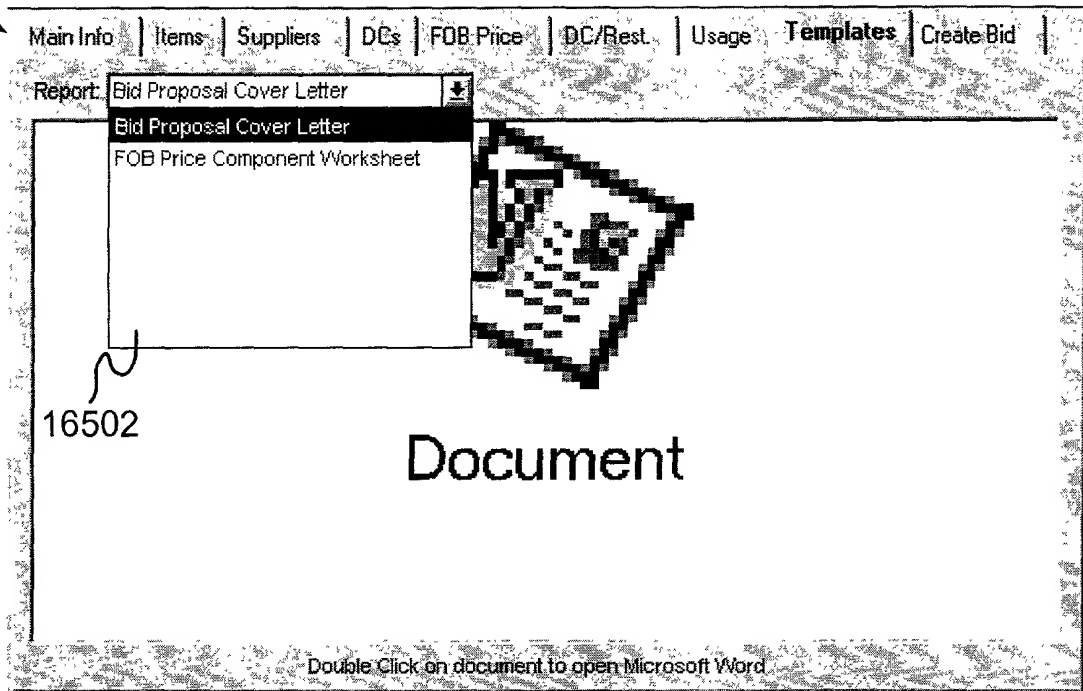 Main Info Items Suppliers DCs FOB Price DC/Rest. Usage Templates Create Bid
Report: Bid Proposal Cover Letter
Bid Proposal Cover Letter
FOB Price Component Worksheet
16502
Document
Double Click on document to open Microsoft Word